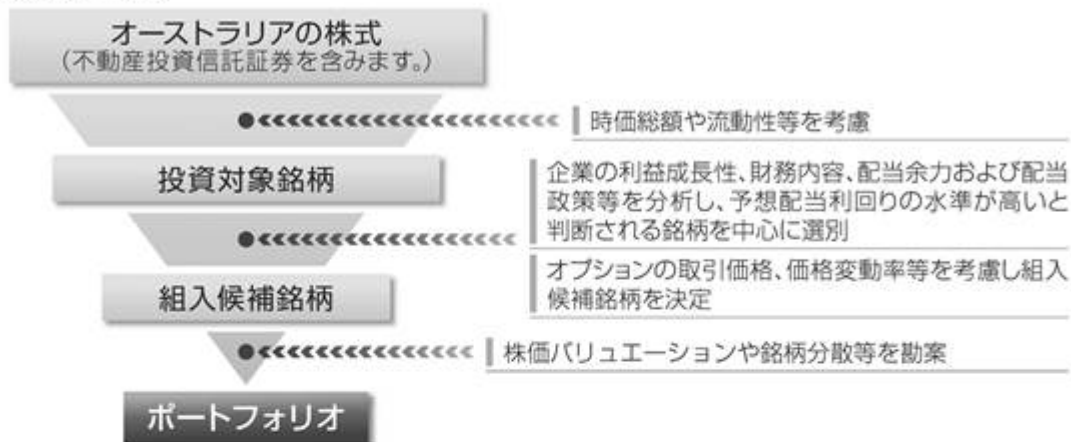 オーストラリアの株式
(不動産投資信託証券を含みます。)
時価総額や流動性等を考慮
投資対象銘柄
企業の利益成長性、財務内容、配当余力および配当
政策等を分析し、予想配当利回りの水準が高いと
判断される銘柄を中心に選別
オプションの取引価格、価格変動率等を考慮し組入
候補銘柄を決定
組入候補銘柄
株価バリュエーションや銘柄分散等を勘案
ポートフォリオ